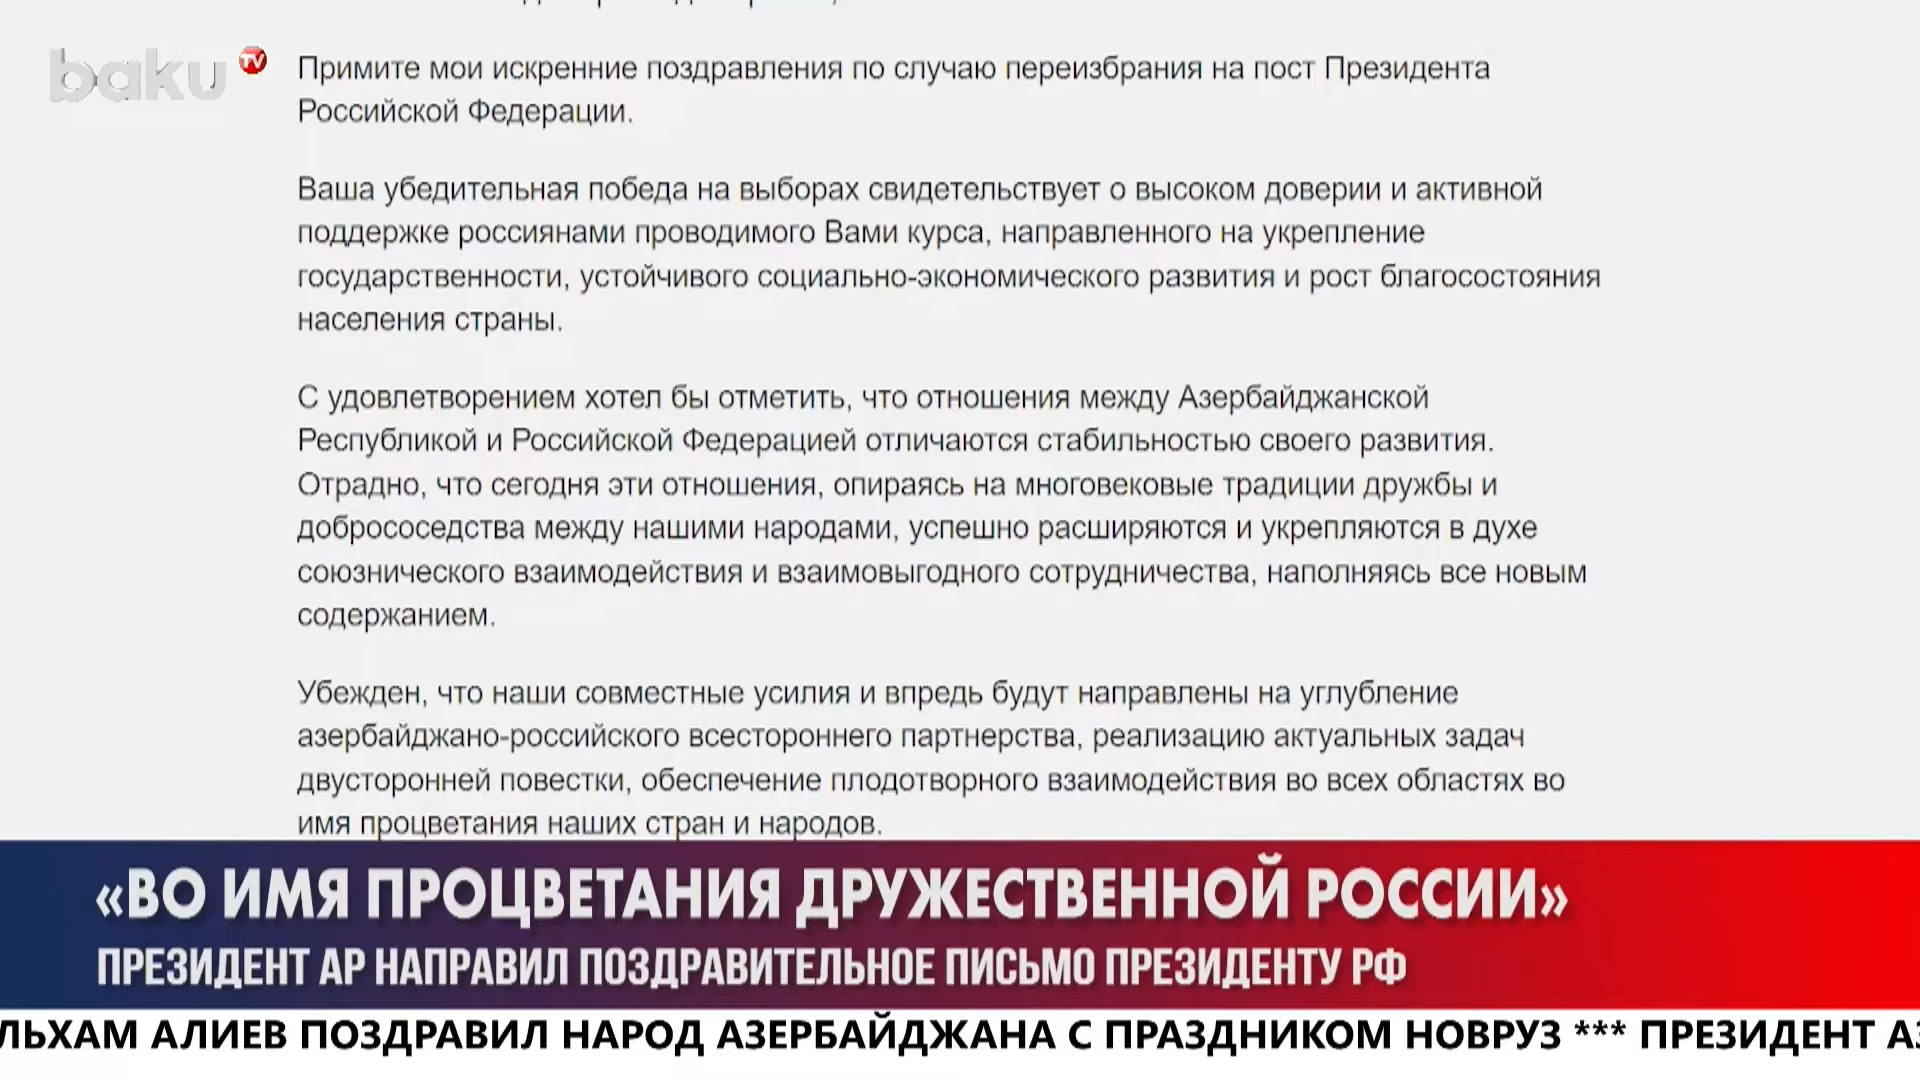 baku TV
Примите мои искренние поздравления по случаю переизбрания на пост Президента
Российской Федерации.
Ваша убедительная победа на выборах свидетельствует о высоком доверии и активной
поддержке россиянами проводимого Вами курса, направленного на укрепление
государственности, устойчивого социально-экономического развития и рост благосостояния
населения страны.
С удовлетворением хотел бы отметить, что отношения между Азербайджанской
Республикой и Российской Федерацией отличаются стабильностью своего развития.
Отрадно, что сегодня эти отношения, опираясь на многовековые традиции дружбы и
добрососедства между нашими народами, успешно расширяются и укрепляются в духе
союзнического взаимодействия и взаимовыгодного сотрудничества, наполняясь все новым
содержанием.
Убежден, что наши совместные усилия и впредь будут направлены на углубление
азербайджано-российского всестороннего партнерства, реализацию актуальных задач
двусторонней повестки, обеспечение плодотворного взаимодействия во всех областях во
имя процветания наших стран и народов.
«ВО ИМЯ ПРОЦВЕТАНИЯ ДРУЖЕСТВЕННОЙ РОССИИ»
ПРЕЗИДЕНТ АР НАПРАВИЛ ПОЗДРАВИТЕЛЬНОЕ ПИСЬМО ПРЕЗИДЕНТУ РФ
ЛЬХАМ АЛИЕВ ПОЗДРАВИЛ НАРОД АЗЕРБАЙДЖАНА С ПРАЗДНИКОМ НОВРУЗ *** ПРЕЗИДЕНТ АЗ